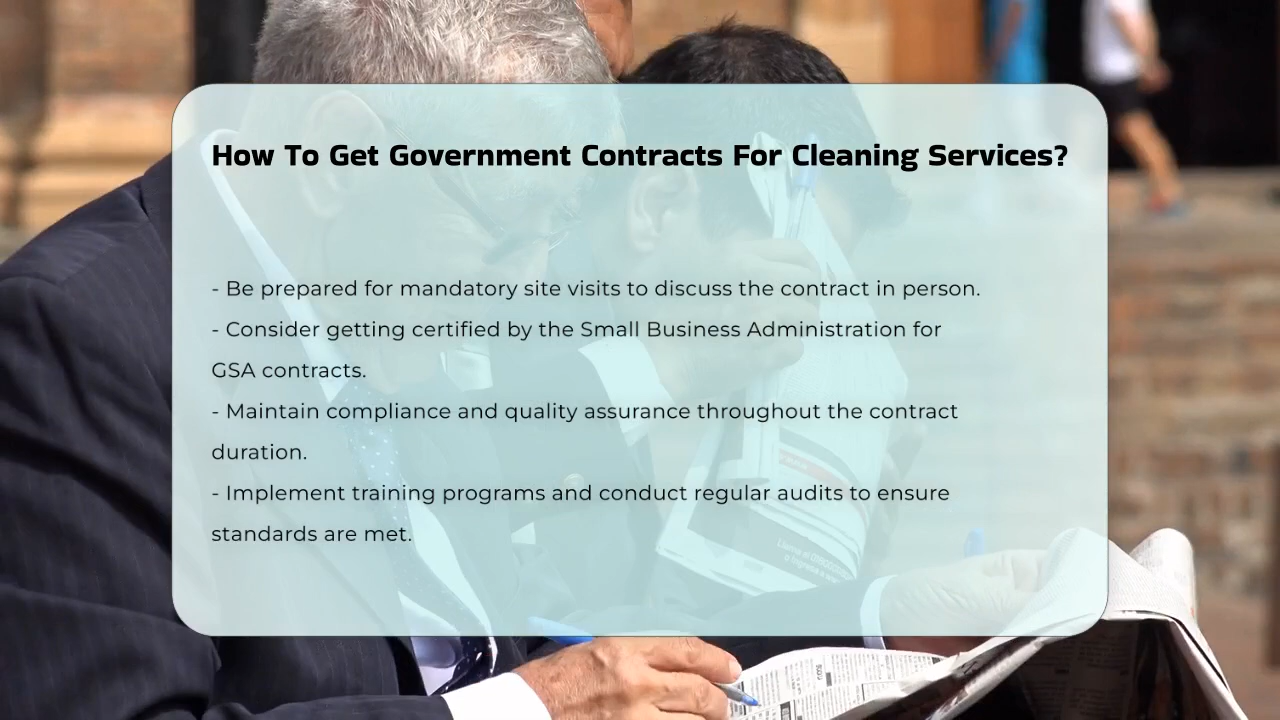 How To Get Government Contracts For Cleaning Services?
- Be prepared for mandatory site visits to discuss the contract in person.
- Consider getting certified by the Small Business Administration for
GSA contracts.
- Maintain compliance and quality assurance throughout the contract
duration.
- Implement training programs and conduct regular audits to ensure
standards are met.